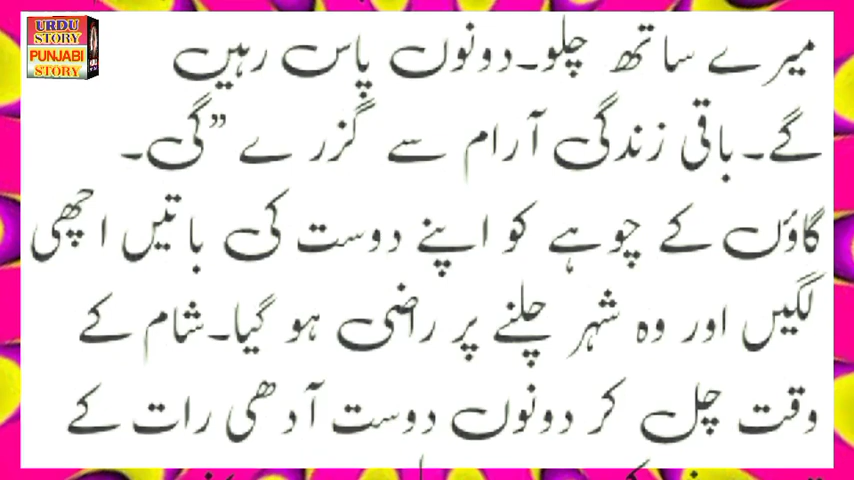 URDU
STORY
PUNJABI
STORY
میرے ساتھ چلو۔دونوں پاس رہیں
گے۔باقی زندگی آرام سے گزرے ”گی۔
گاؤں کے چوہے کو اپنے دوست کی باتیں اچھی
لگیں اور وہ شہر چلنے پر راضی ہو گیا۔شام کے
وقت چل کر دونوں دوست آدھی رات کے